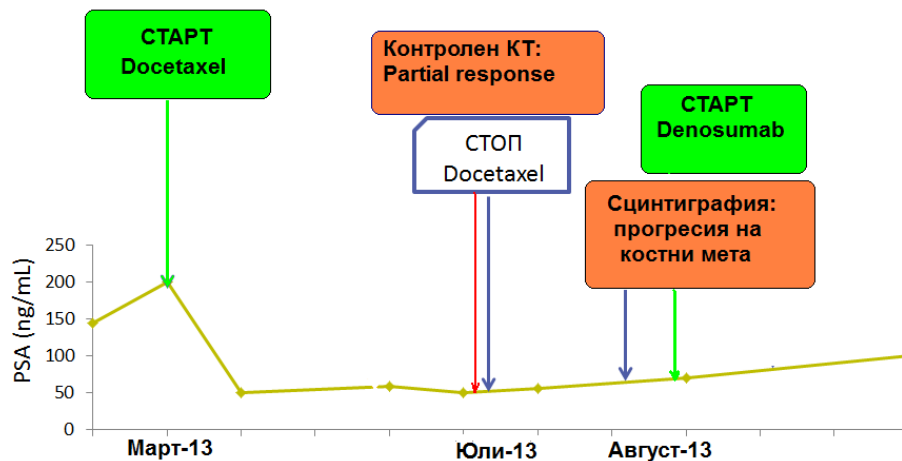 СТАРТ
Docetaxel
Контролен КТ:
Partial response
СТОП
Docetaxel
СТАРТ
Denosumab
Сцинтиграфия:
прогресия на
костни мета
PSA (ng/mL)
250
200
150
100
50
0
Март-13
Юли-13
Август-13